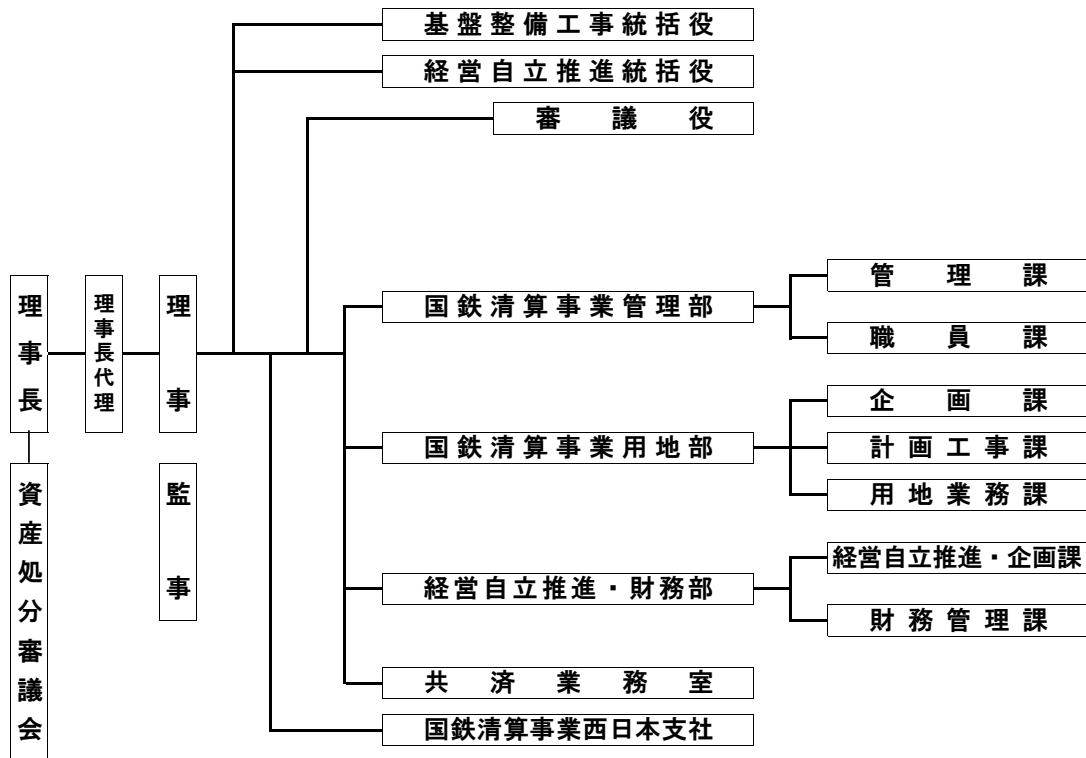 基盤整備工事統括役
経営自立推進統括役
審議役
理事長
理事長代理
理事
監事
資産処分審議会
国鉄清算事業管理部
管理課
職員課
国鉄清算事業用地部
企画課
計画工事課
用地業務課
経営自立推進・財務部
経営自立推進・企画課
財務管理課
共済業務室
国鉄清算事業西日本支社